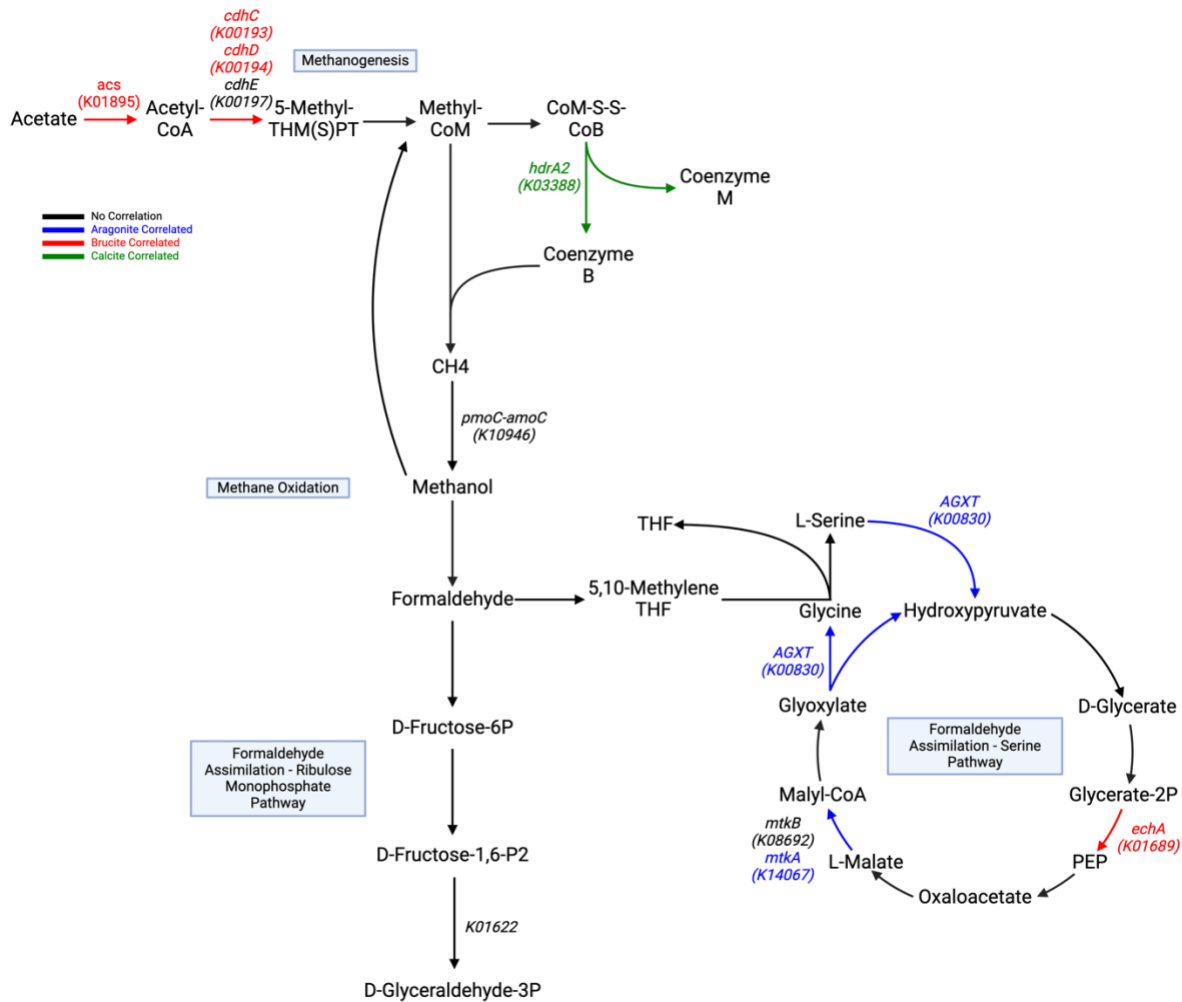 cdhC
(K00193)
cdhD
(K00194)
cdhE
(K00197)
Methanogenesis
acs
(K01895)
Acetate
Acetyl-
CoA
5-Methyl-
THM(S)PT
Methyl-
CoM
CoM-S-S-
CoB
hdrA2
(K03388)
Coenzyme
M
No Correlation
Aragonite Correlated
Brucite Correlated
Calcite Correlated
Coenzyme
B
CH4
pmoC-amoC
(K10946)
Methane Oxidation
Methanol
THF
L-Serine
AGXT
(K00830)
Formaldehyde
5,10-Methylene
THF
Glycine
Hydroxypyruvate
AGXT
(K00830)
Glyoxylate
D-Glycerate
D-Fructose-6P
Formaldehyde
Assimilation - Serine
Pathway
Formaldehyde
Assimilation - Ribulose
Monophosphate
Pathway
Malyl-CoA
Glycerate-2P
mtkB
(K08692)
mtkA
(K14067)
echA
(K01689)
D-Fructose-1,6-P2
L-Malate
PEP
Oxaloacetate
K01622
D-Glyceraldehyde-3P